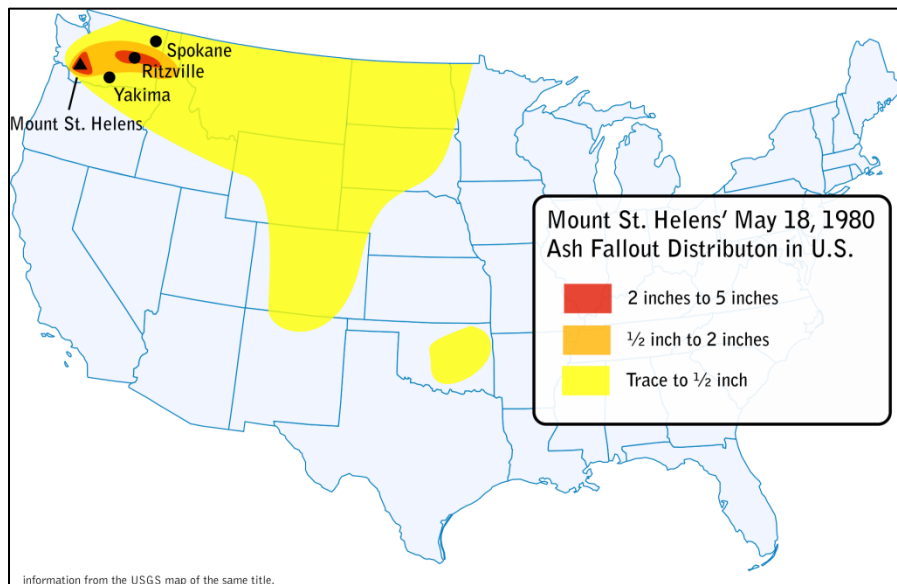 Spokane
Ritzville
Yakima
Mount St. Helens
Mount St. Helens' May 18, 1980
Ash Fallout Distributon in U.S.
2 inches to 5 inches
½ inch to 2 inches
Trace to ½ inch
information from the USGS map of the same title.